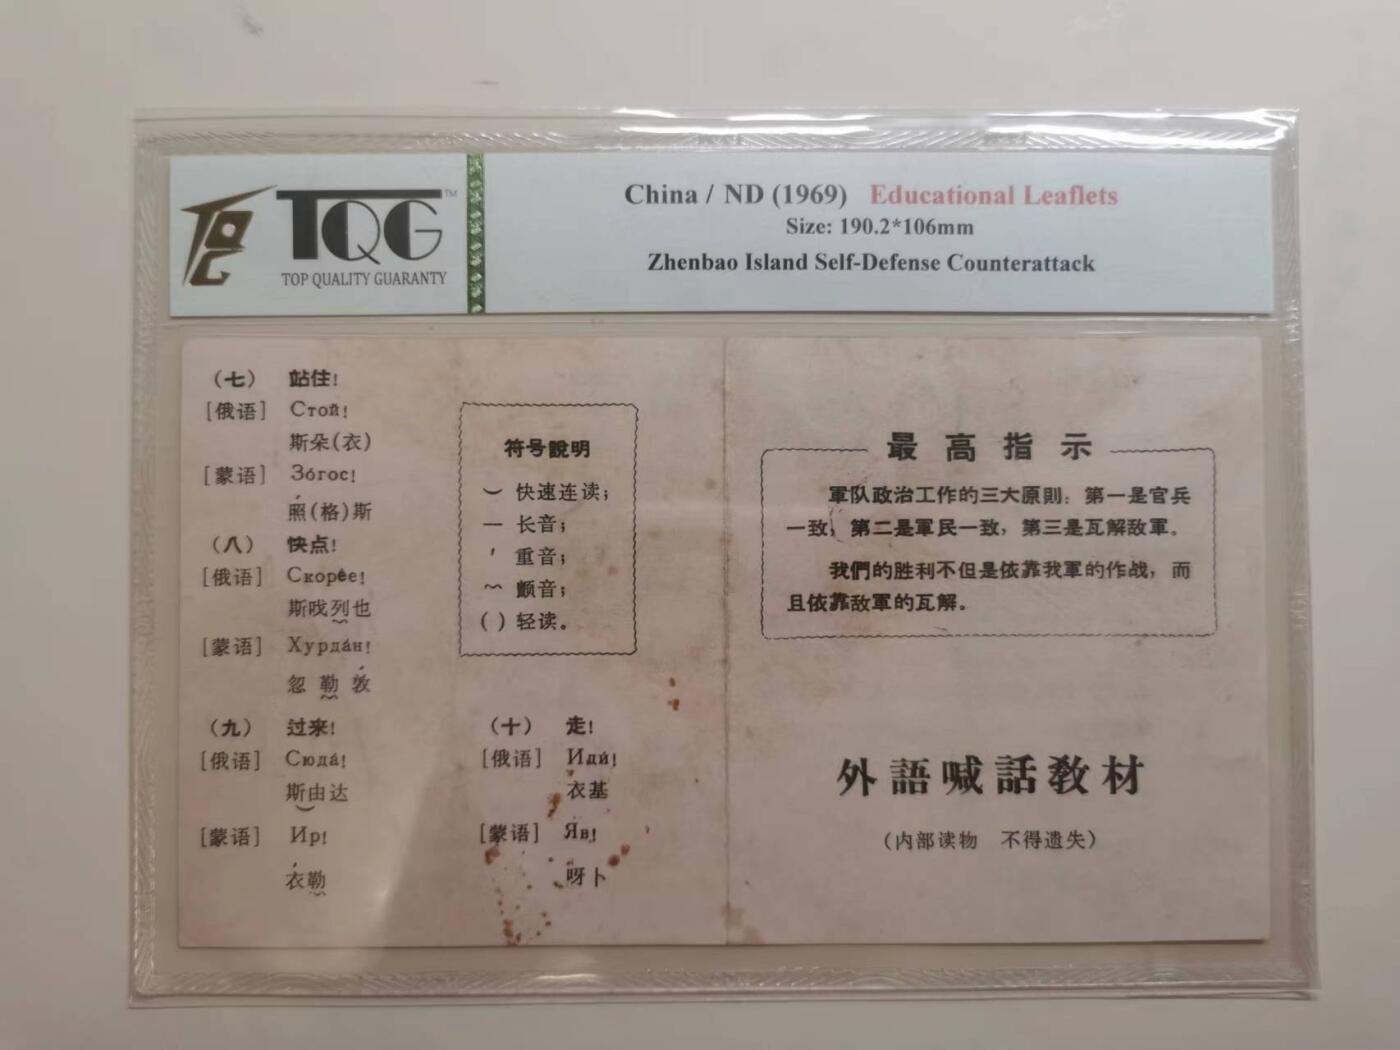 TQG™
TOP QUALITY GUARANTY
China / ND (1969) Educational Leaflets
Size: 190.2*106mm
Zhenbao Island Self-Defense Counterattack
（七） 站住！
［俄语］ Стой!
斯朵(衣)
［蒙语］ Зóгос!
照(格)斯
（八） 快点！
［俄语］ Скорéе!
斯哦列也
［蒙语］ Хурдáн!
忽勒敦
（九） 过来！
［俄语］ Сюдá!
斯由达
［蒙语］ Ир!
衣勒
符号說明
⌣ 快速连读；
— 长音；
′ 重音；
～ 颤音；
( ) 轻读。
（十） 走！
［俄语］ Идú!
衣基
［蒙语］ Яв!
呀卜
最高指示
軍队政治工作的三大原則：第一是官兵
一致，第二是軍民一致，第三是瓦解敌軍。
我們的胜利不但是依靠我軍的作战，而
且依靠敌軍的瓦解。
外語喊話教材
（内部读物 不得遗失）